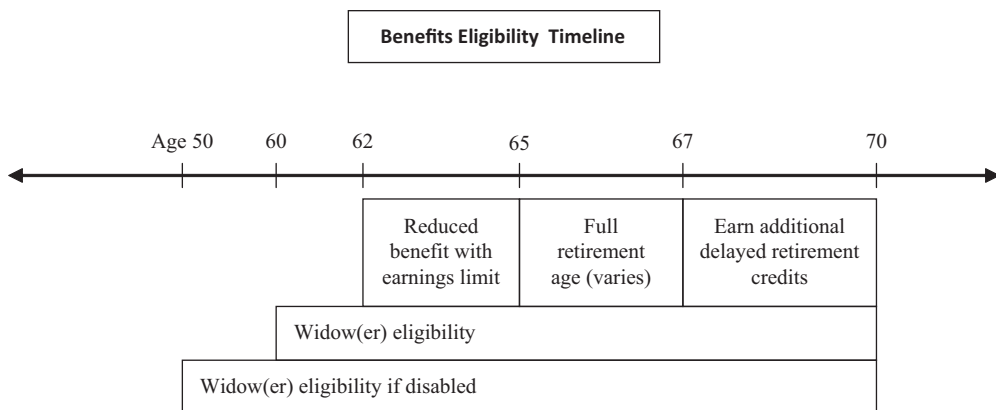 Benefits Eligibility Timeline
Age 50 60 62 65 67 70
Reduced
benefit with
earnings limit
Full
retirement
age (varies)
Earn additional
delayed retirement
credits
Widow(er) eligibility
Widow(er) eligibility if disabled